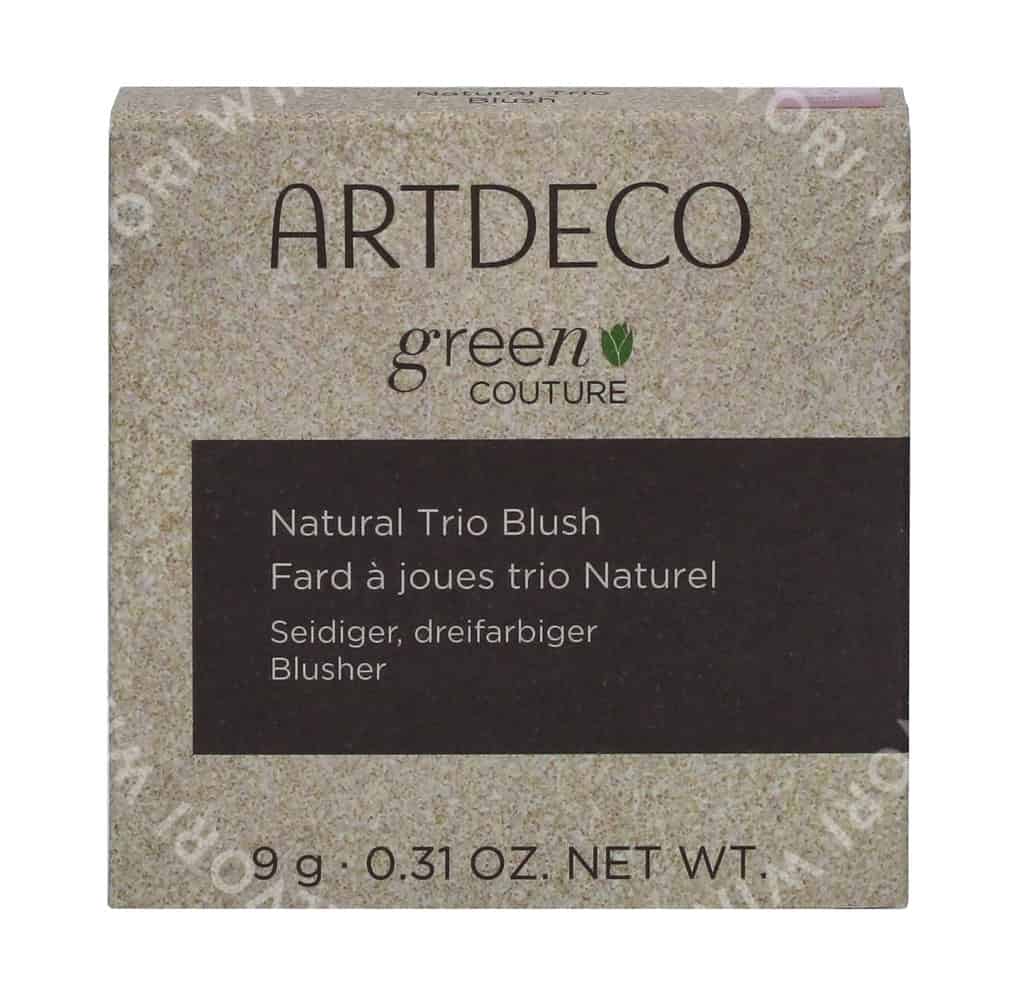 Natural Trio
Blush
ARTDECO
green
COUTURE
Natural Trio Blush
Fard à joues trio Naturel
Seidiger, dreifarbiger
Blusher
9 g · 0.31 OZ. NET WT.